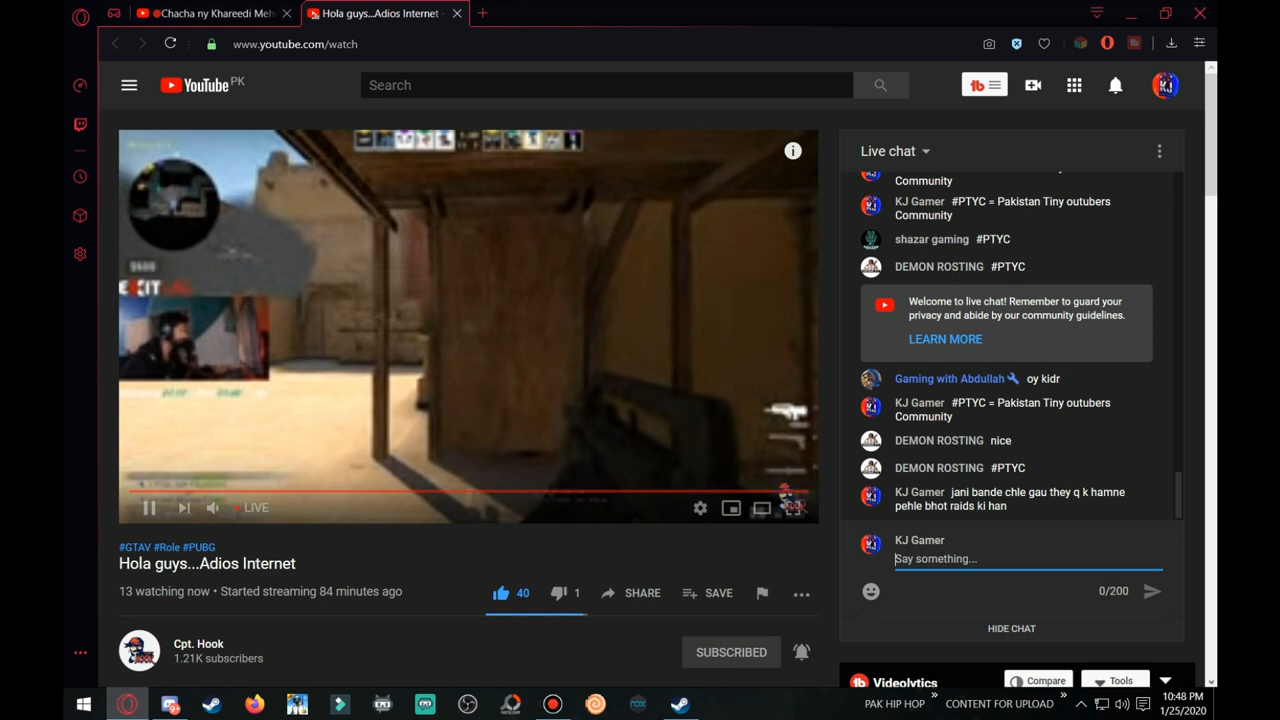 Chacha ny Khareedi Meh
Hola guys...Adios Internet -
www.youtube.com/watch
YouTube PK
Search
Live chat
Community
KJ Gamer #PTYC = Pakistan Tiny outubers
Community
shazar gaming #PTYC
DEMON ROSTING #PTYC
Welcome to live chat! Remember to guard your
privacy and abide by our community guidelines.
LEARN MORE
Gaming with Abdullah oy kidr
KJ Gamer #PTYC = Pakistan Tiny outubers
Community
DEMON ROSTING nice
DEMON ROSTING #PTYC
KJ Gamer jani bande chle gau they q k hamne
pehle bhot raids ki han
KJ Gamer
Say something...
0/200
HIDE CHAT
LIVE
#GTAV #Role #PUBG
Hola guys...Adios Internet
13 watching now • Started streaming 84 minutes ago
40
1
SHARE
SAVE
Cpt. Hook
1.21K subscribers
SUBSCRIBED
Videolytics
Compare
Tools
PAK HIP HOP
CONTENT FOR UPLOAD
10:48 PM
1/25/2020